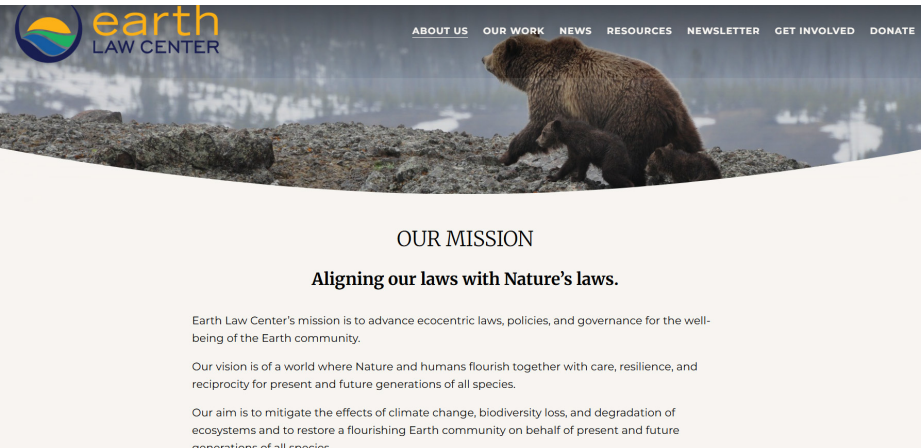 earth
LAW CENTER
ABOUT US OUR WORK NEWS RESOURCES NEWSLETTER GET INVOLVED DONATE
OUR MISSION
Aligning our laws with Nature’s laws.
Earth Law Center’s mission is to advance ecocentric laws, policies, and governance for the well-
being of the Earth community.
Our vision is of a world where Nature and humans flourish together with care, resilience, and
reciprocity for present and future generations of all species.
Our aim is to mitigate the effects of climate change, biodiversity loss, and degradation of
ecosystems and to restore a flourishing Earth community on behalf of present and future
generations of all species.